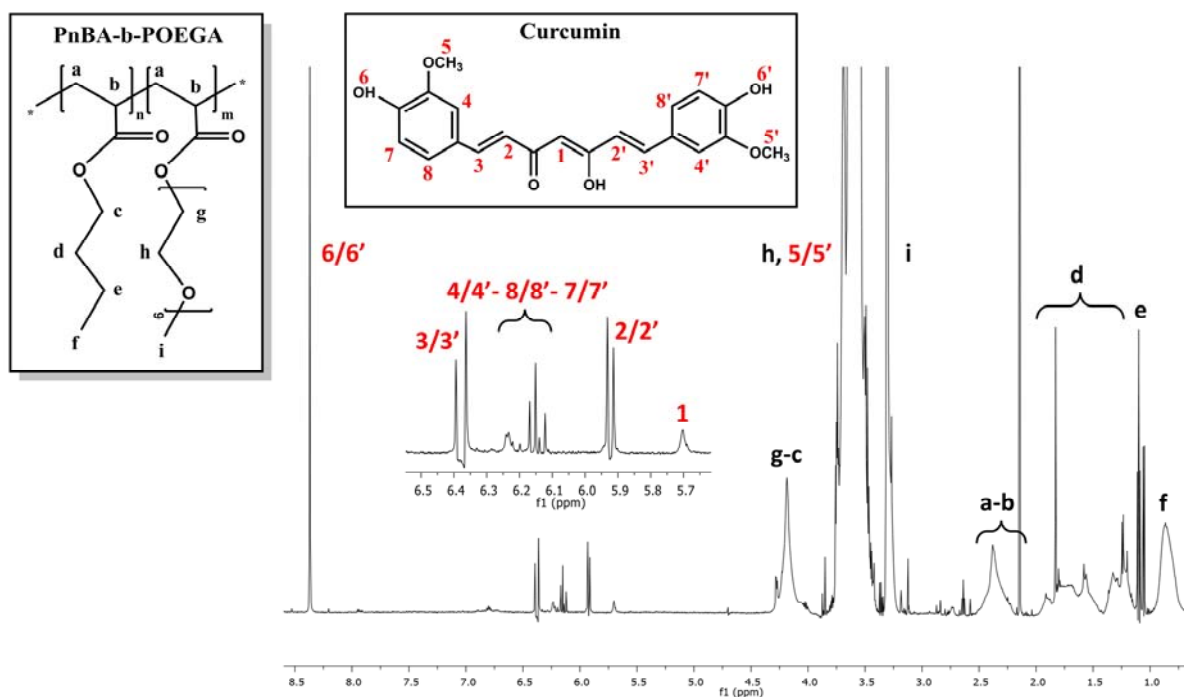 PnBA-b-POEGA
a
a
b
b
*
*
n
m
O
O
O
O
c
g
d
h
e
O
9
f
i
Curcumin
5
OCH3
6
OH
4
7
8
3
2
1
2'
3'
O
OH
6'
OH
7'
8'
5'
OCH3
4'
6/6’
4/4’- 8/8’- 7/7’
3/3’
2/2’
1
6.5 6.4 6.3 6.2 6.1 6.0 5.9 5.8 5.7
f1 (ppm)
h, 5/5’
i
g-c
a-b
d
e
f
8.5 8.0 7.5 7.0 6.5 6.0 5.5 5.0 4.5 4.0 3.5 3.0 2.5 2.0 1.5 1.0
f1 (ppm)